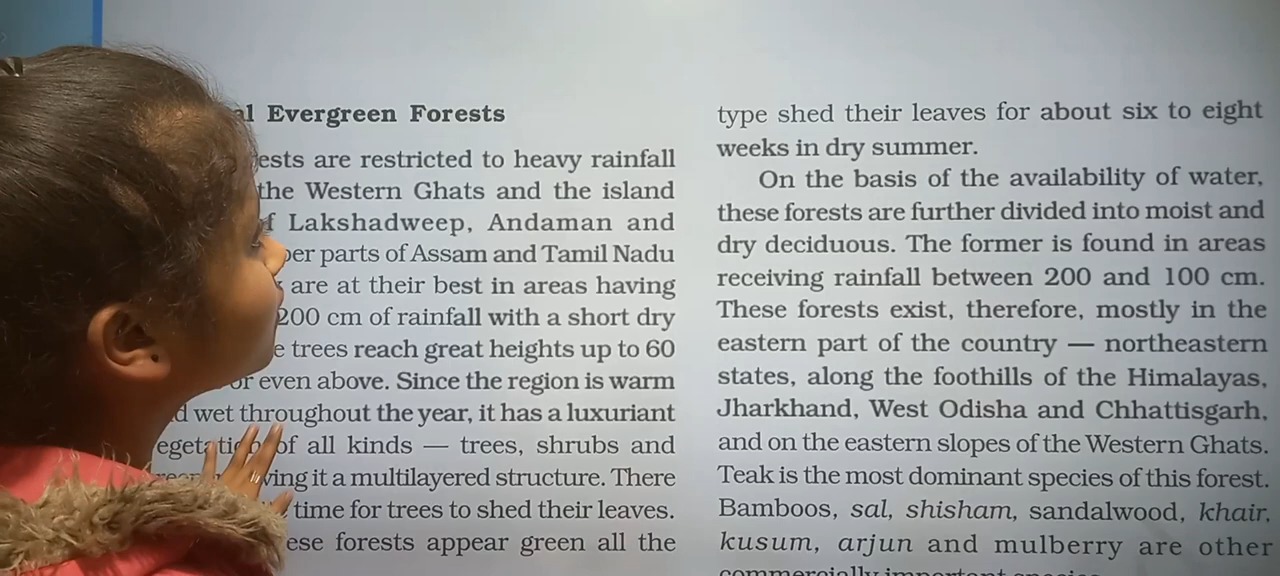 Evergreen Forests
are restricted to heavy rainfall
the Western Ghats and the island
Lakshadweep, Andaman and
parts of Assam and Tamil Nadu
are at their best in areas having
200 cm of rainfall with a short dry
trees reach great heights up to 60
or even above. Since the region is warm
wet throughout the year, it has a luxuriant
of all kinds — trees, shrubs and
it a multilayered structure. There
time for trees to shed their leaves.
forests appear green all the
type shed their leaves for about six to eight
weeks in dry summer.
On the basis of the availability of water,
these forests are further divided into moist and
dry deciduous. The former is found in areas
receiving rainfall between 200 and 100 cm.
These forests exist, therefore, mostly in the
eastern part of the country — northeastern
states, along the foothills of the Himalayas,
Jharkhand, West Odisha and Chhattisgarh,
and on the eastern slopes of the Western Ghats.
Teak is the most dominant species of this forest.
Bamboos, sal, shisham, sandalwood, khair,
kusum, arjun and mulberry are other
commercially important species.